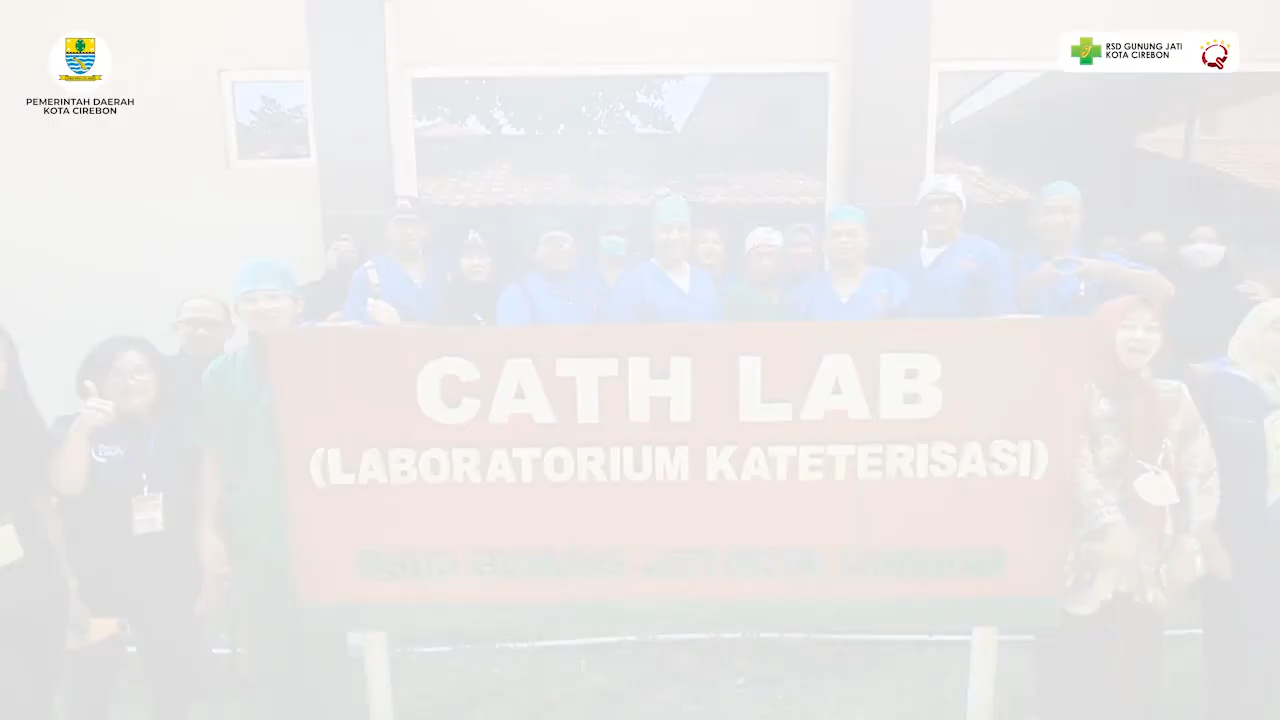 PEMERINTAH DAERAH
KOTA CIREBON
RSD GUNUNG JATI
KOTA CIREBON
CATH LAB
(LABORATORIUM KATETERISASI)